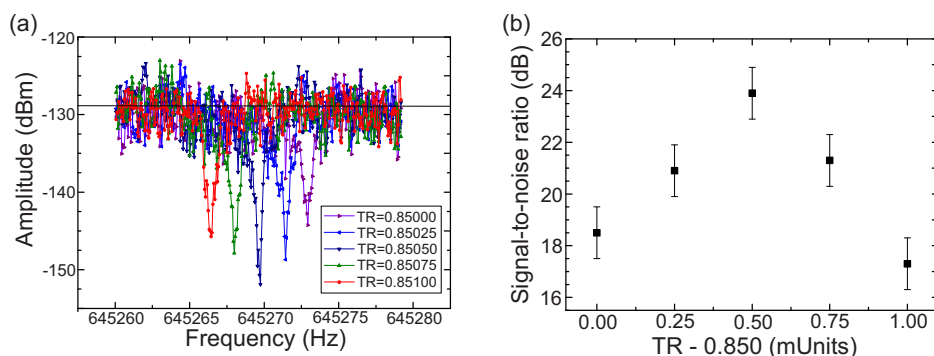 (a)
-120
-130
-140
-150
Amplitude (dBm)
TR=0.85000
TR=0.85025
TR=0.85050
TR=0.85075
TR=0.85100
645260 645265 645270 645275 645280
Frequency (Hz)
(b)
26
24
22
20
18
16
Signal-to-noise ratio (dB)
0.00 0.25 0.50 0.75 1.00
TR - 0.850 (mUnits)